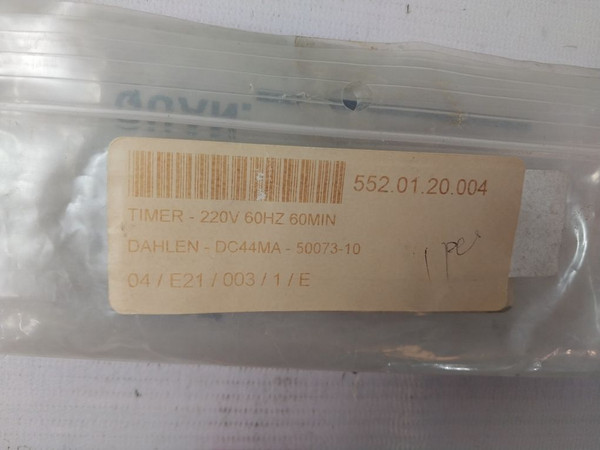 552.01.20.004
TIMER - 220V 60HZ 60MIN
DAHLEN - DC44MA - 50073-10
04 / E21 / 003 / 1 / E
1 pc